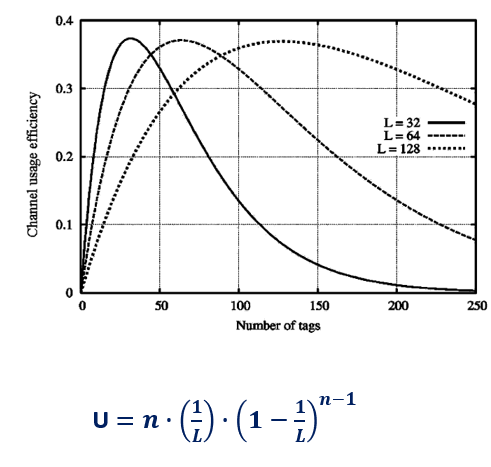 0.4
0.3
0.2
0.1
0
Channel usage efficiency
L = 32
L = 64
L = 128
0 50 100 150 200 250
Number of tags
U = n · (1/L) · (1 − 1/L)^{n−1}